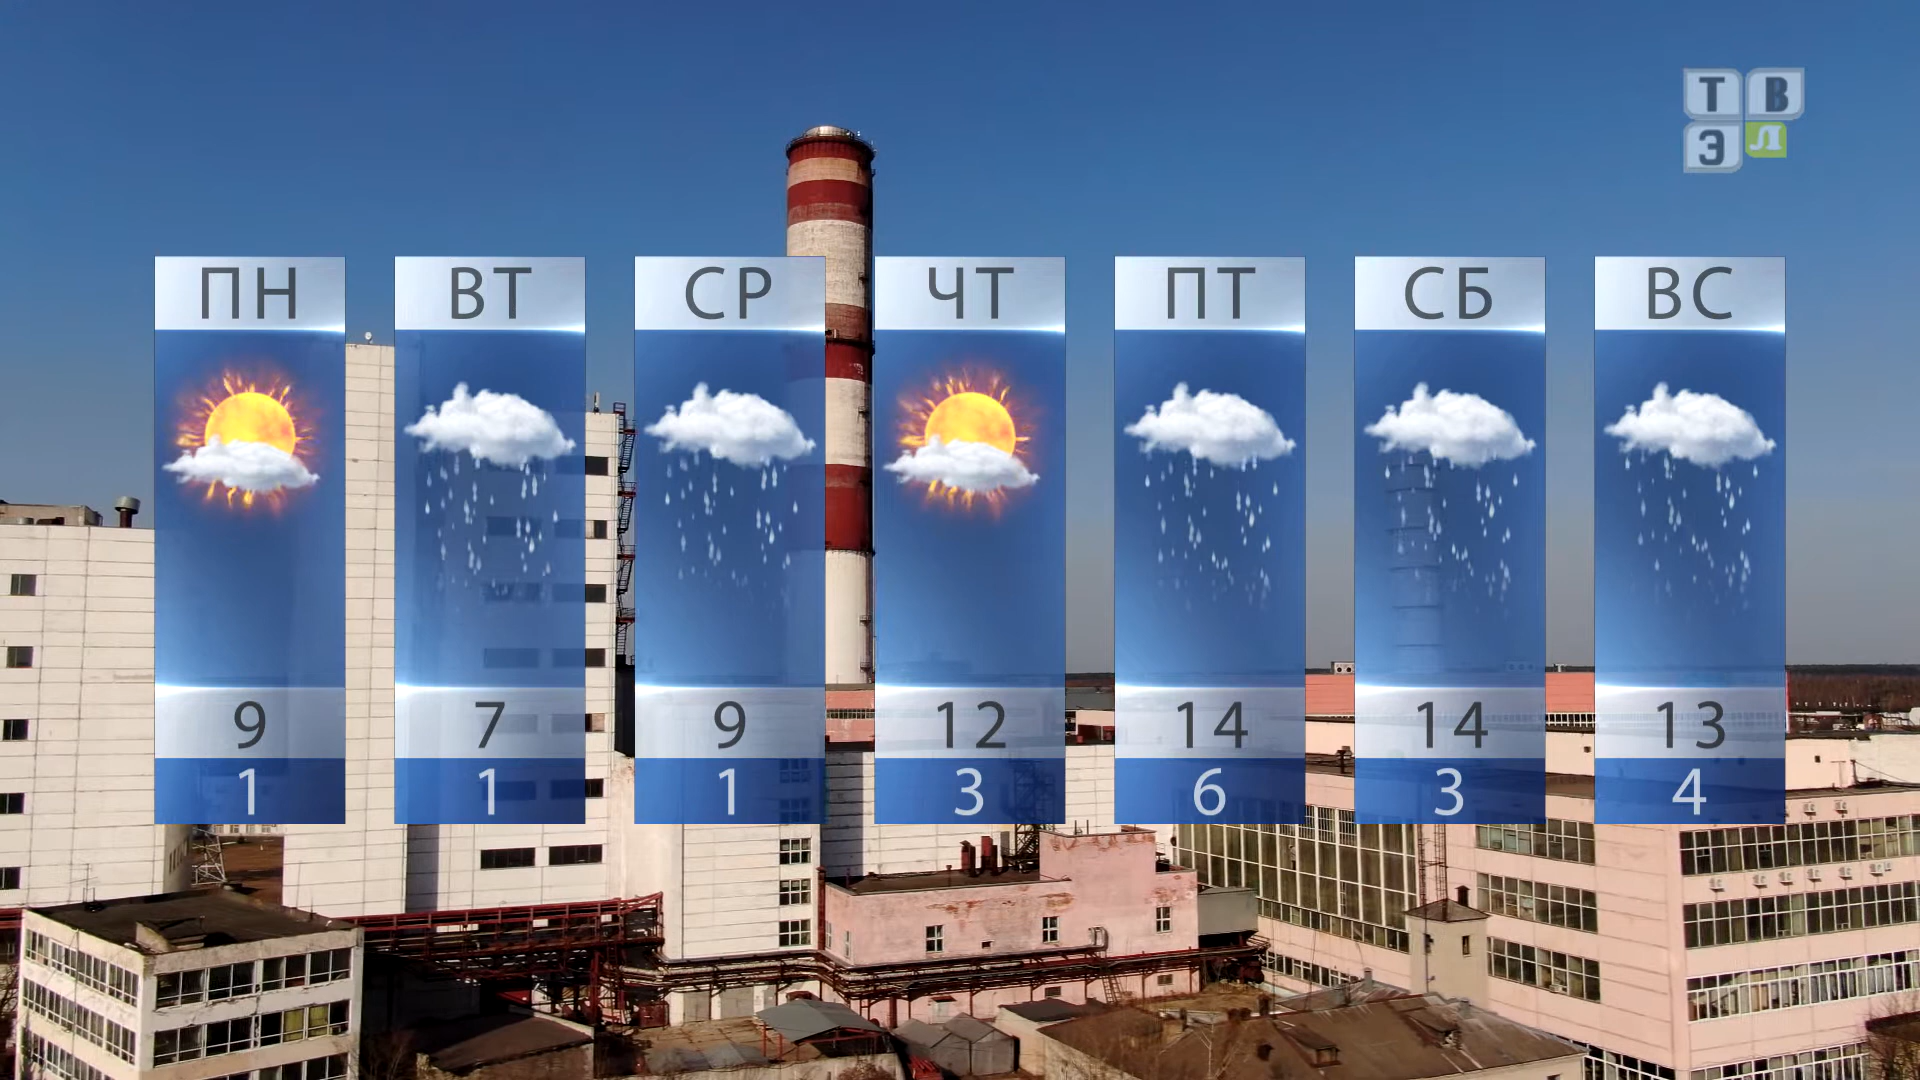 ТВ
ЭЛ
ПН ВТ СР ЧТ ПТ СБ ВС
9 7 9 12 14 14 13
1 1 1 3 6 3 4